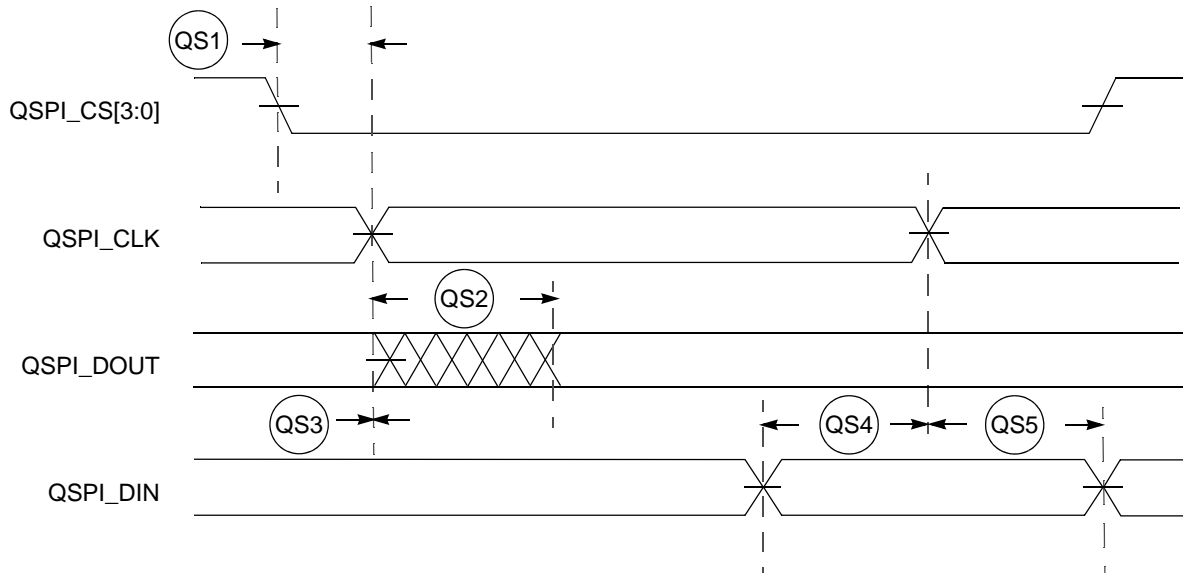 QS1
QSPI_CS[3:0]
QSPI_CLK
QS2
QSPI_DOUT
QS3
QS4
QS5
QSPI_DIN